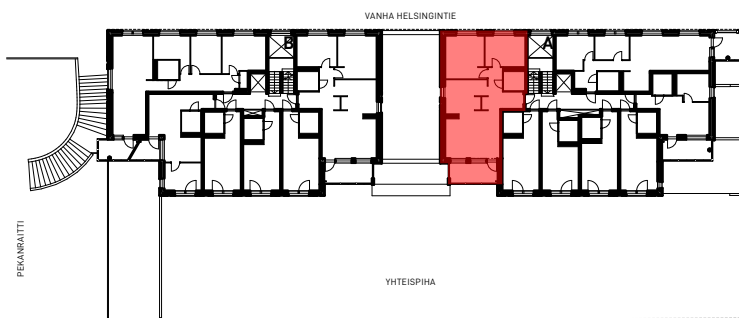 VANHA HELSINGINTIE
B
A
PEKANRAITTI
YHTEISPIHA